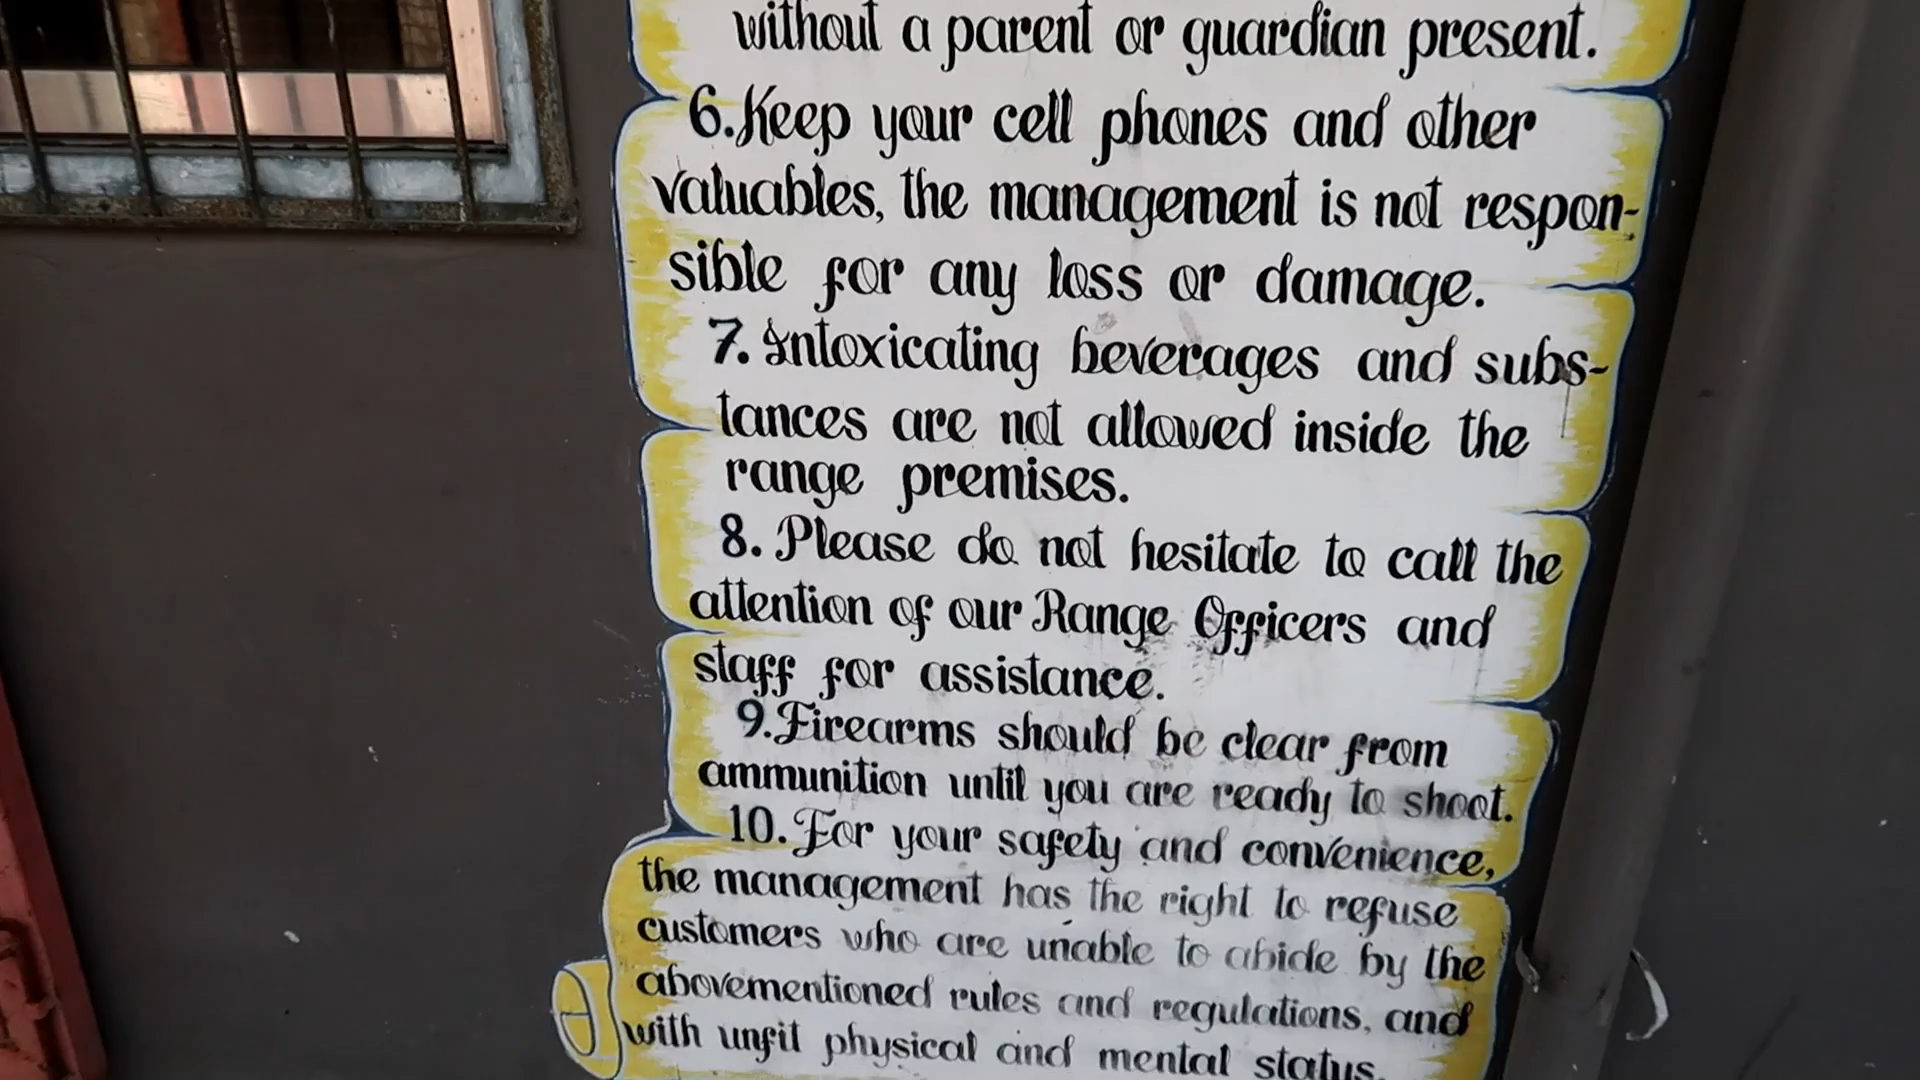 without a parent or guardian present.
6. Keep your cell phones and other
valuables, the management is not respon-
sible for any loss or damage.
7. Intoxicating beverages and subs-
tances are not allowed inside the
range premises.
8. Please do not hesitate to call the
attention of our Range Officers and
staff for assistance.
9. Firearms should be clear from
ammunition until you are ready to shoot.
10. For your safety and convenience,
the management has the right to refuse
customers who are unable to abide by the
abovementioned rules and regulations, and
with unfit physical and mental status.